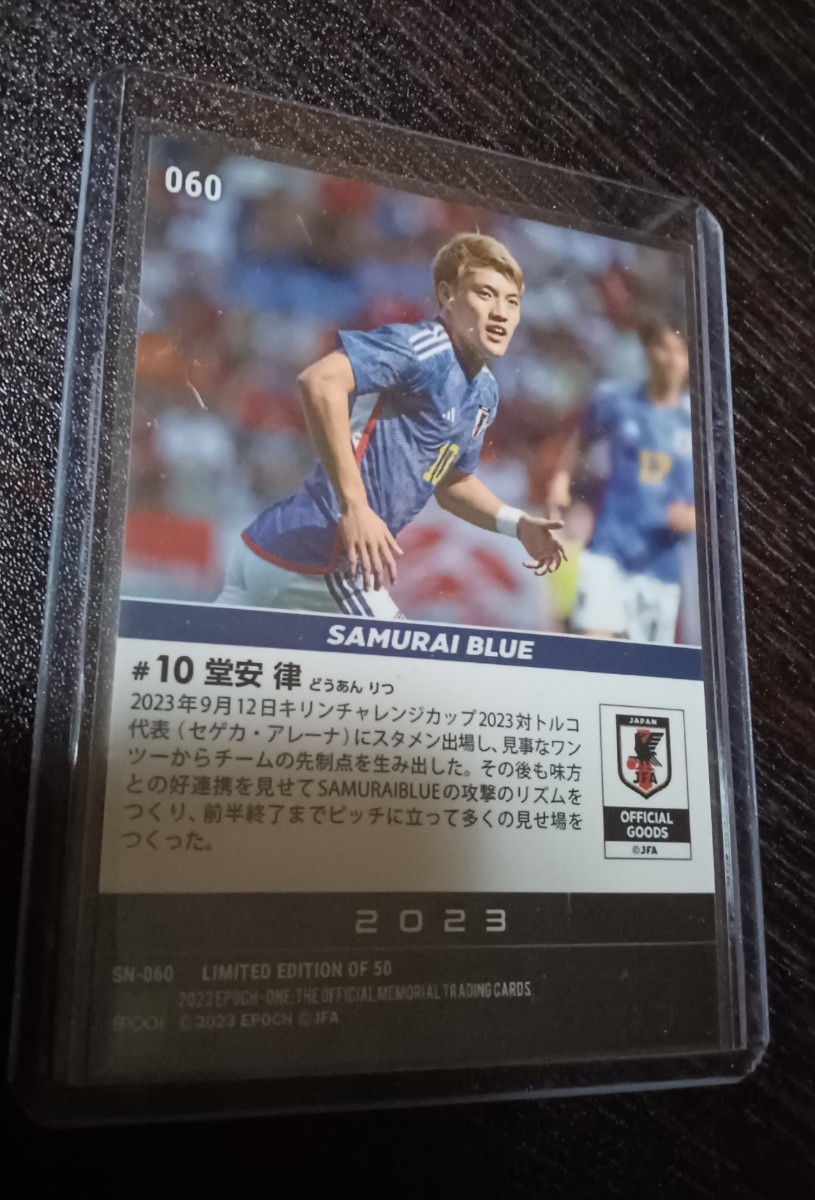 060
10
17
SAMURAI BLUE
#10 堂安 律 どうあん りつ
2023年9月12日キリンチャレンジカップ2023対トルコ
代表（セゲカ・アレーナ）にスタメン出場し、見事なワン
ツーからチームの先制点を生み出した。その後も味方
との好連携を見せてSAMURAIBLUEの攻撃のリズムを
つくり、前半終了までピッチに立って多くの見せ場を
つくった。
JAPAN
JFA
OFFICIAL
GOODS
©JFA
2023
SN-060 LIMITED EDITION OF 50
2023 EPOCH-ONE:THE OFFICIAL MEMORIAL TRADING CARDS
EPOCH ©2023 EPOCH ©JFA